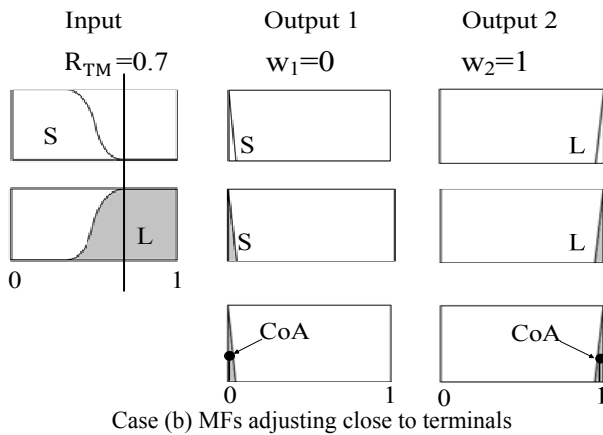 Input Output 1 Output 2
R_TM=0.7 w₁=0 w₂=1
S S L
L S L
0 1
CoA CoA
0 1 0 1
Case (b) MFs adjusting close to terminals